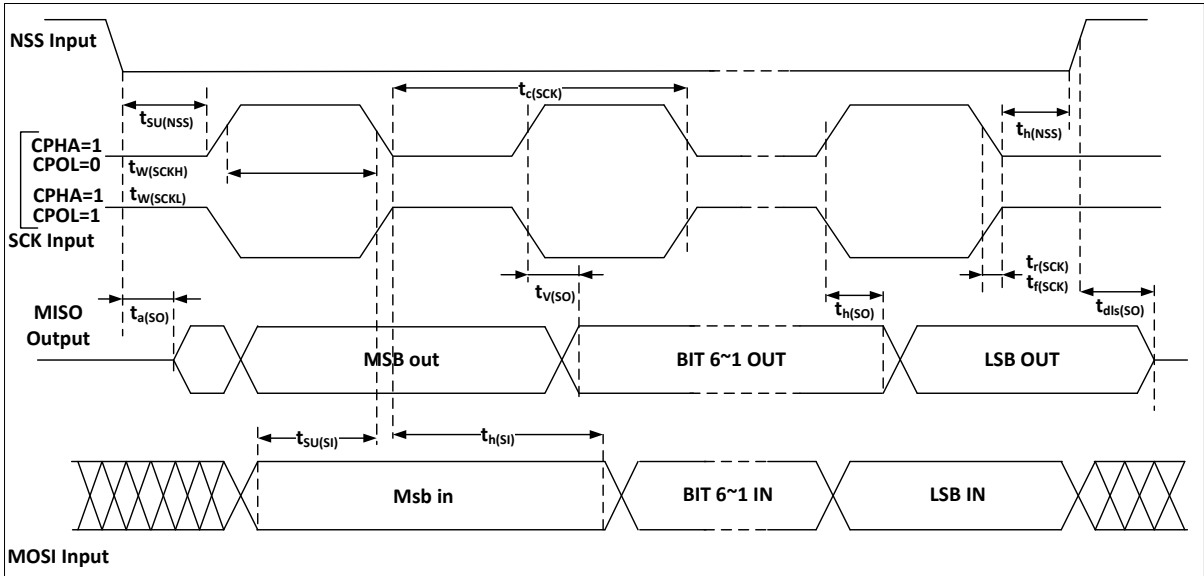 NSS Input
tc(SCK)
tSU(NSS)
th(NSS)
CPHA=1
CPOL=0
tW(SCKH)
CPHA=1
CPOL=1
tW(SCKL)
SCK Input
tr(SCK)
tf(SCK)
tV(SO)
ta(SO)
th(SO)
tdIs(SO)
MISO
Output
MSB out
BIT 6~1 OUT
LSB OUT
tSU(SI)
th(SI)
Msb in
BIT 6~1 IN
LSB IN
MOSI Input